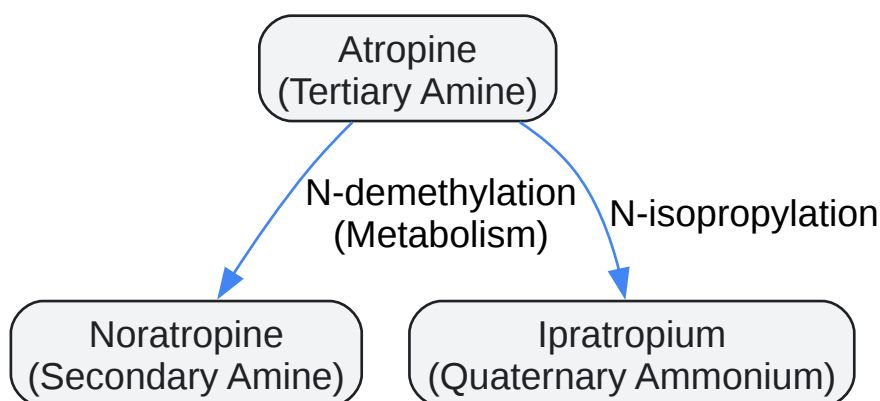 Atropine
(Tertiary Amine)
N-demethylation
(Metabolism)
N-isopropylation
Noratropine
(Secondary Amine)
Ipratropium
(Quaternary Ammonium)